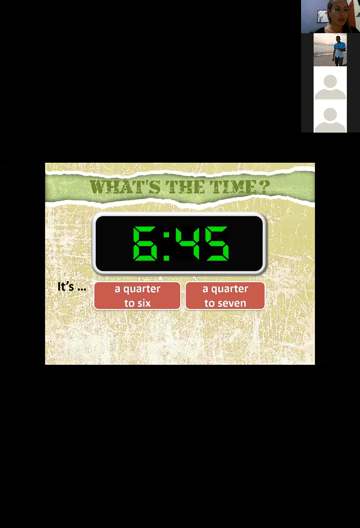 WHAT'S THE TIME?
6:45
It's ...
a quarter
to six
a quarter
to seven